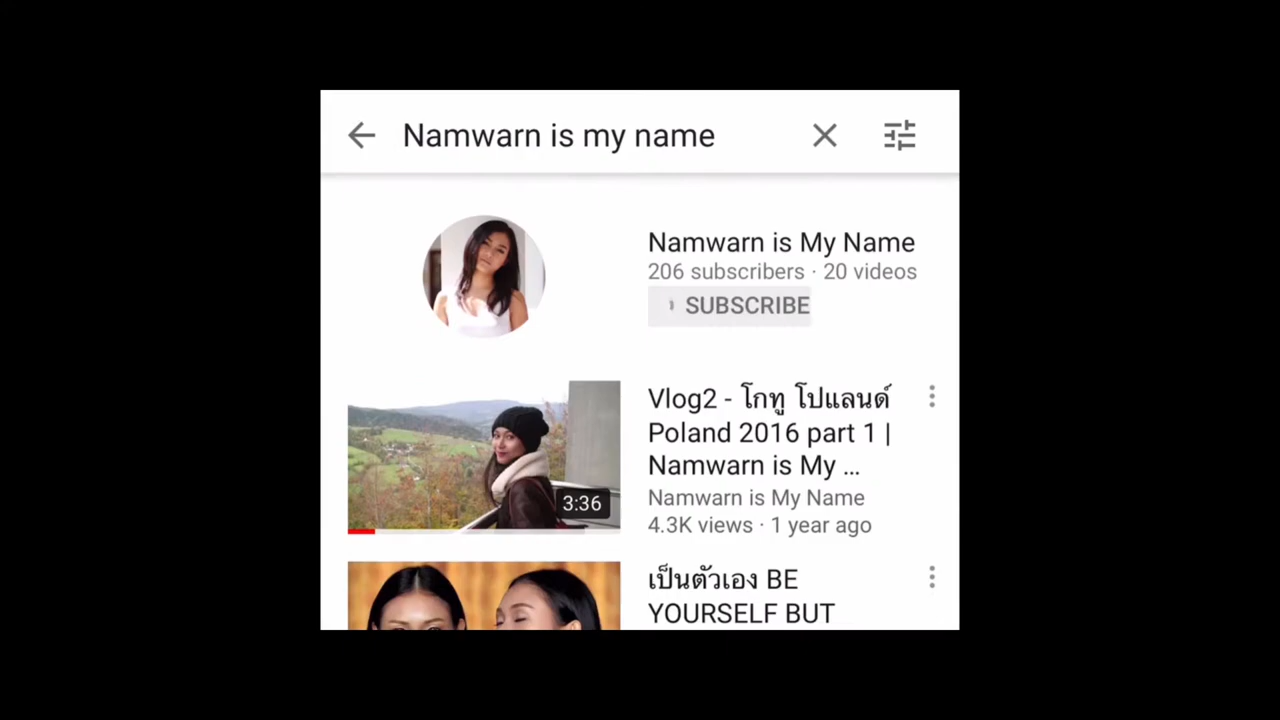 Namwarn is my name
Namwarn is My Name
206 subscribers · 20 videos
SUBSCRIBE
Vlog2 - โกทู โปแลนด์
Poland 2016 part 1 |
Namwarn is My ...
3:36
Namwarn is My Name
4.3K views · 1 year ago
เป็นตัวเอง BE
YOURSELF BUT